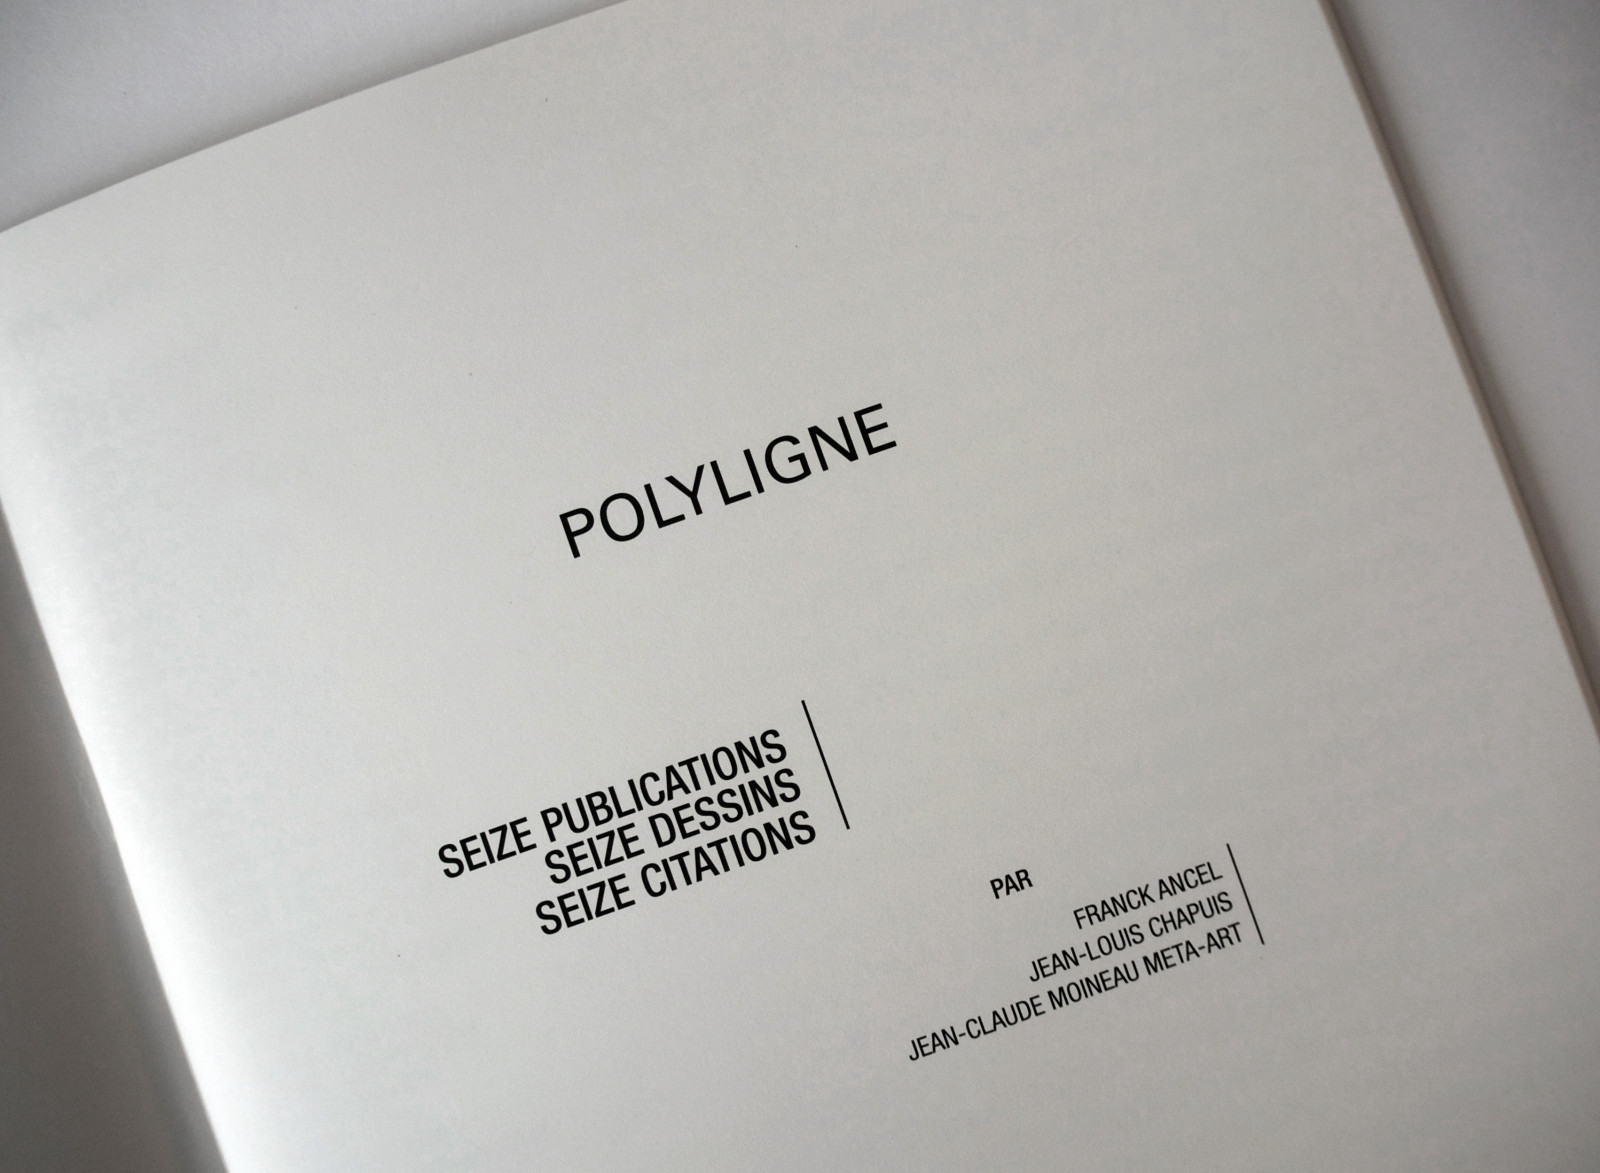 POLYLIGNE
SEIZE PUBLICATIONS
SEIZE DESSINS
SEIZE CITATIONS
PAR
FRANCK ANCEL
JEAN-LOUIS CHAPUIS
JEAN-CLAUDE MOINEAU META-ART